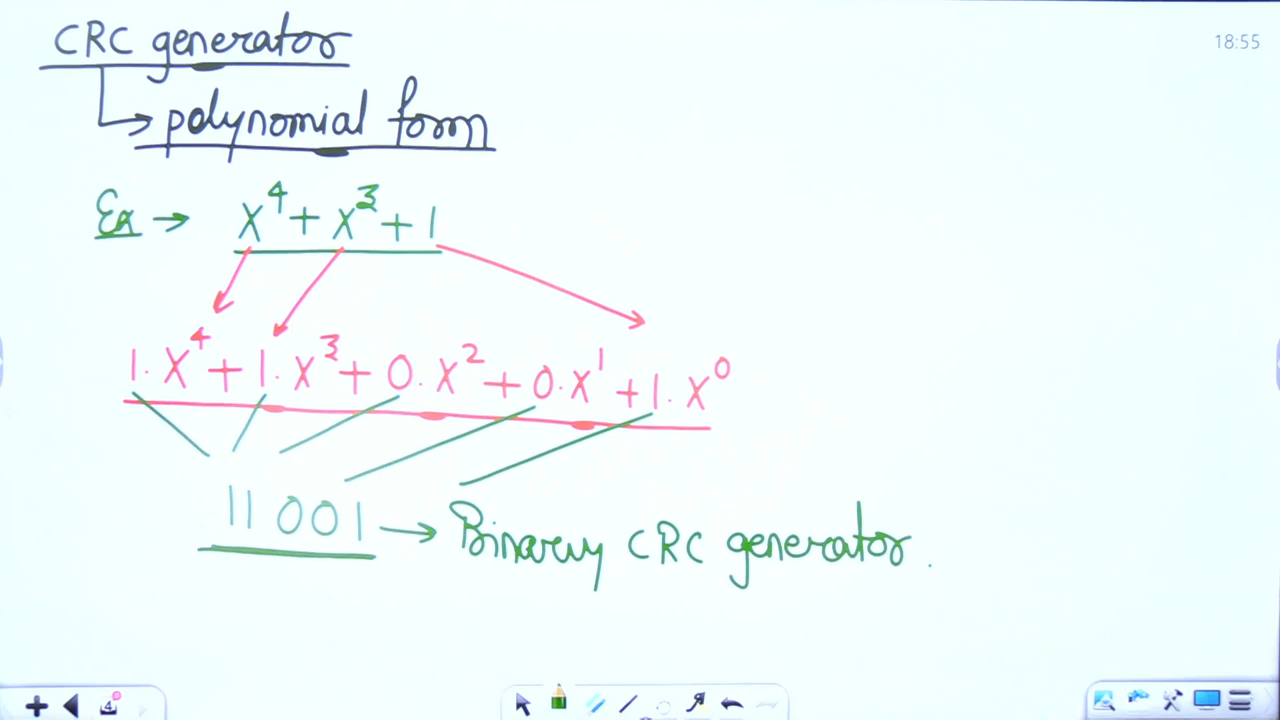 CRC generator
18:55
polynomial form
Ex → x⁴ + x³ + 1
1.x⁴ + 1.x³ + 0.x² + 0.x¹ + 1.x⁰
11001 → Binary CRC generator.
4